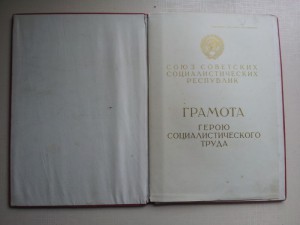 СОЮЗ СОВЕТСКИХ
СОЦИАЛИСТИЧЕСКИХ
РЕСПУБЛИК
ГРАМОТА
ГЕРОЮ
СОЦИАЛИСТИЧЕСКОГО
ТРУДА